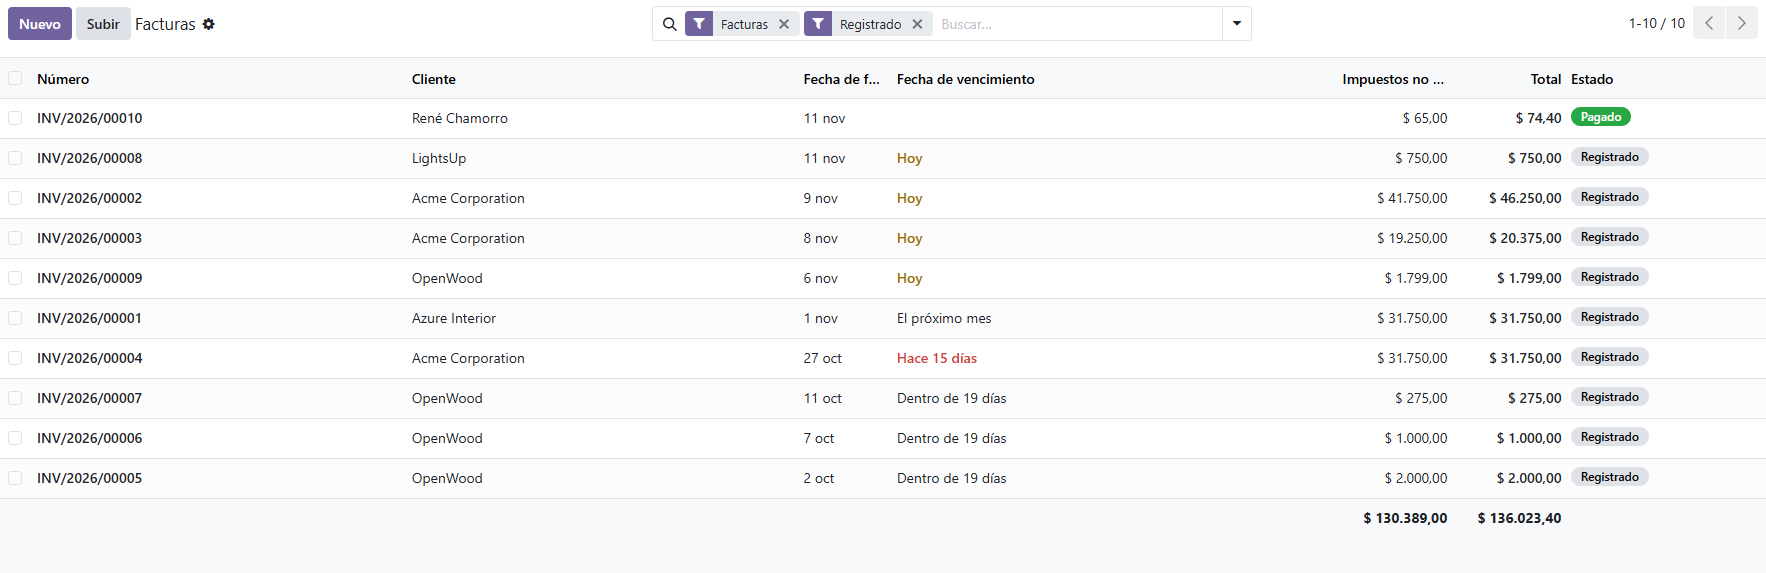 Nuevo Subir Facturas Facturas Registrado Buscar... 1-10 / 10
Número Cliente Fecha de f... Fecha de vencimiento Impuestos no ... Total Estado
INV/2026/00010 René Chamorro 11 nov $ 65,00 $ 74,40 Pagado
INV/2026/00008 LightsUp 11 nov Hoy $ 750,00 $ 750,00 Registrado
INV/2026/00002 Acme Corporation 9 nov Hoy $ 41.750,00 $ 46.250,00 Registrado
INV/2026/00003 Acme Corporation 8 nov Hoy $ 19.250,00 $ 20.375,00 Registrado
INV/2026/00009 OpenWood 6 nov Hoy $ 1.799,00 $ 1.799,00 Registrado
INV/2026/00001 Azure Interior 1 nov El próximo mes $ 31.750,00 $ 31.750,00 Registrado
INV/2026/00004 Acme Corporation 27 oct Hace 15 días $ 31.750,00 $ 31.750,00 Registrado
INV/2026/00007 OpenWood 11 oct Dentro de 19 días $ 275,00 $ 275,00 Registrado
INV/2026/00006 OpenWood 7 oct Dentro de 19 días $ 1.000,00 $ 1.000,00 Registrado
INV/2026/00005 OpenWood 2 oct Dentro de 19 días $ 2.000,00 $ 2.000,00 Registrado
$ 130.389,00 $ 136.023,40